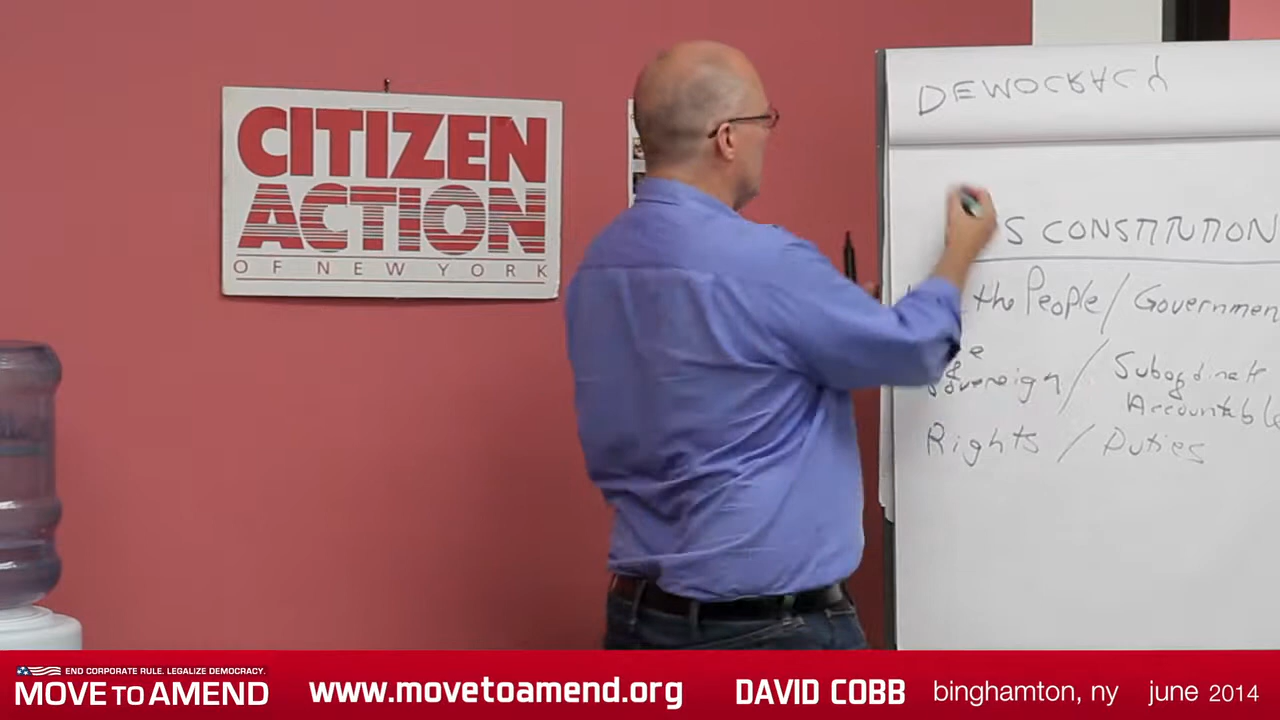 CITIZEN
ACTION
OF NEW YORK
DEMOCRACY
S CONSTITUTION
the People / Government
Sovereign / Subordinate
Accountable
Rights / Duties
END CORPORATE RULE. LEGALIZE DEMOCRACY.
MOVE TO AMEND
www.movetoamend.org
DAVID COBB
binghamton, ny
june 2014